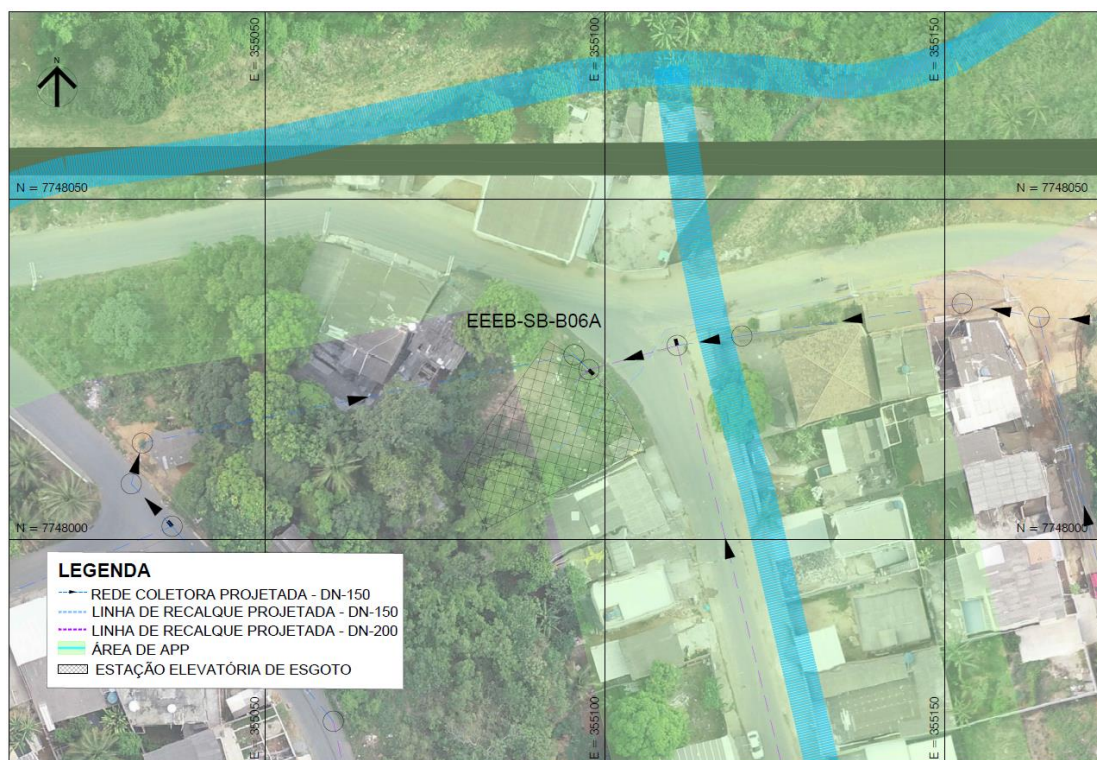 E = 355050
E = 355100
E = 355150
N
N = 7748050
N = 7748050
EEEB-SB-B06A
N = 7748000
N = 7748000
LEGENDA
REDE COLETORA PROJETADA - DN-150
LINHA DE RECALQUE PROJETADA - DN-150
LINHA DE RECALQUE PROJETADA - DN-200
ÁREA DE APP
ESTAÇÃO ELEVATÓRIA DE ESGOTO
E = 355050
E = 355100
E = 355150